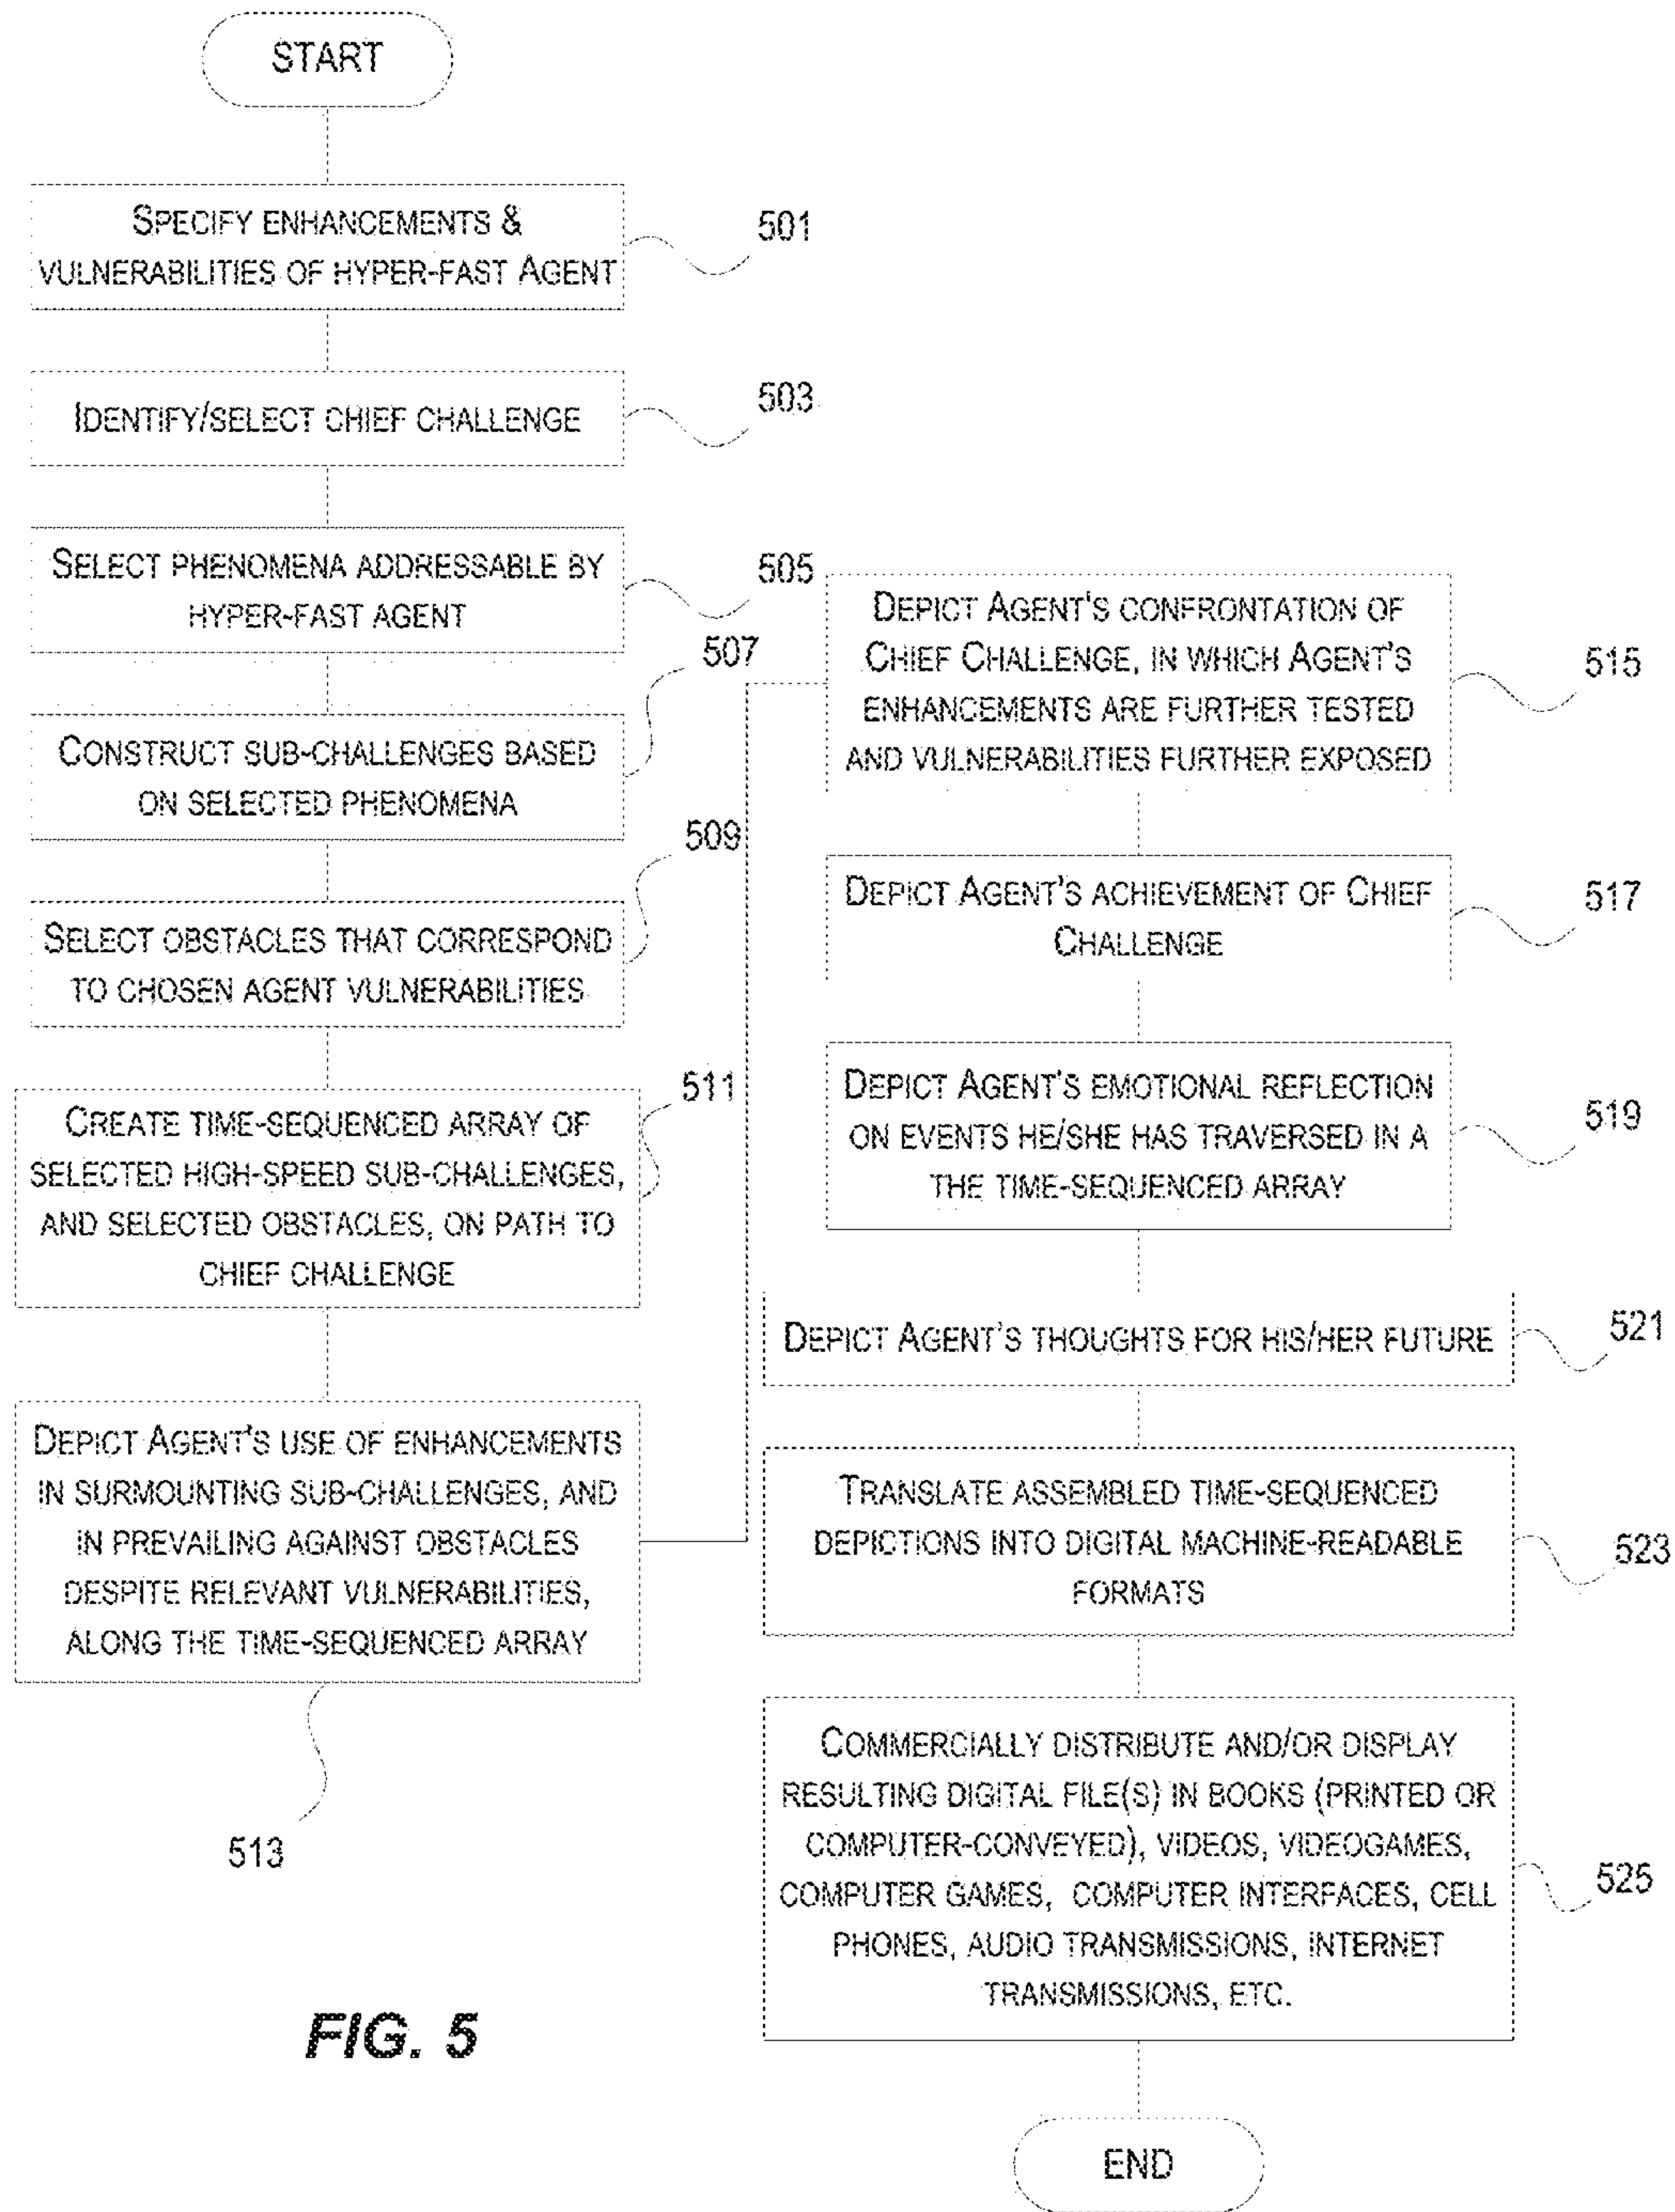 START
SPECIFY ENHANCEMENTS &
VULNERABILITIES OF HYPER-FAST AGENT
501
IDENTIFY/SELECT CHIEF CHALLENGE
503
SELECT PHENOMENA ADDRESSABLE BY
HYPER-FAST AGENT
505
CONSTRUCT SUB-CHALLENGES BASED
ON SELECTED PHENOMENA
507
SELECT OBSTACLES THAT CORRESPOND
TO CHOSEN AGENT VULNERABILITIES
509
CREATE TIME-SEQUENCED ARRAY OF
SELECTED HIGH-SPEED SUB-CHALLENGES,
AND SELECTED OBSTACLES, ON PATH TO
CHIEF CHALLENGE
511
DEPICT AGENT'S USE OF ENHANCEMENTS
IN SURMOUNTING SUB-CHALLENGES, AND
IN PREVAILING AGAINST OBSTACLES
DESPITE RELEVANT VULNERABILITIES,
ALONG THE TIME-SEQUENCED ARRAY
513
DEPICT AGENT'S CONFRONTATION OF
CHIEF CHALLENGE, IN WHICH AGENT'S
ENHANCEMENTS ARE FURTHER TESTED
AND VULNERABILITIES FURTHER EXPOSED
515
DEPICT AGENT'S ACHIEVEMENT OF CHIEF
CHALLENGE
517
DEPICT AGENT'S EMOTIONAL REFLECTION
ON EVENTS HE/SHE HAS TRAVERSED IN A
THE TIME-SEQUENCED ARRAY
519
DEPICT AGENT'S THOUGHTS FOR HIS/HER FUTURE
521
TRANSLATE ASSEMBLED TIME-SEQUENCED
DEPICTIONS INTO DIGITAL MACHINE-READABLE
FORMATS
523
COMMERCIALLY DISTRIBUTE AND/OR DISPLAY
RESULTING DIGITAL FILE(S) IN BOOKS (PRINTED OR
COMPUTER-CONVEYED), VIDEOS, VIDEOGAMES,
COMPUTER GAMES, COMPUTER INTERFACES, CELL
PHONES, AUDIO TRANSMISSIONS, INTERNET
TRANSMISSIONS, ETC.
525
END
FIG. 5